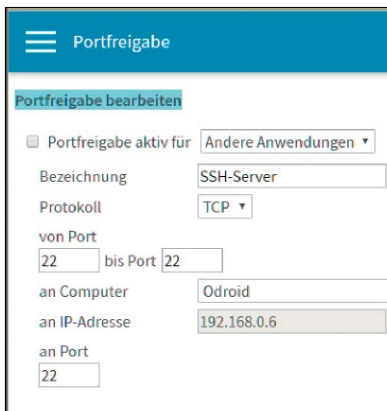 Portfreigabe
Portfreigabe bearbeiten
Portfreigabe aktiv für Andere Anwendungen
Bezeichnung SSH-Server
Protokoll TCP
von Port
22 bis Port 22
an Computer Odroid
an IP-Adresse 192.168.0.6
an Port
22